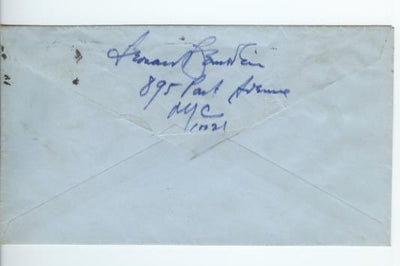 Leonard Bernstein
895 Park Avenue
NYC
10021